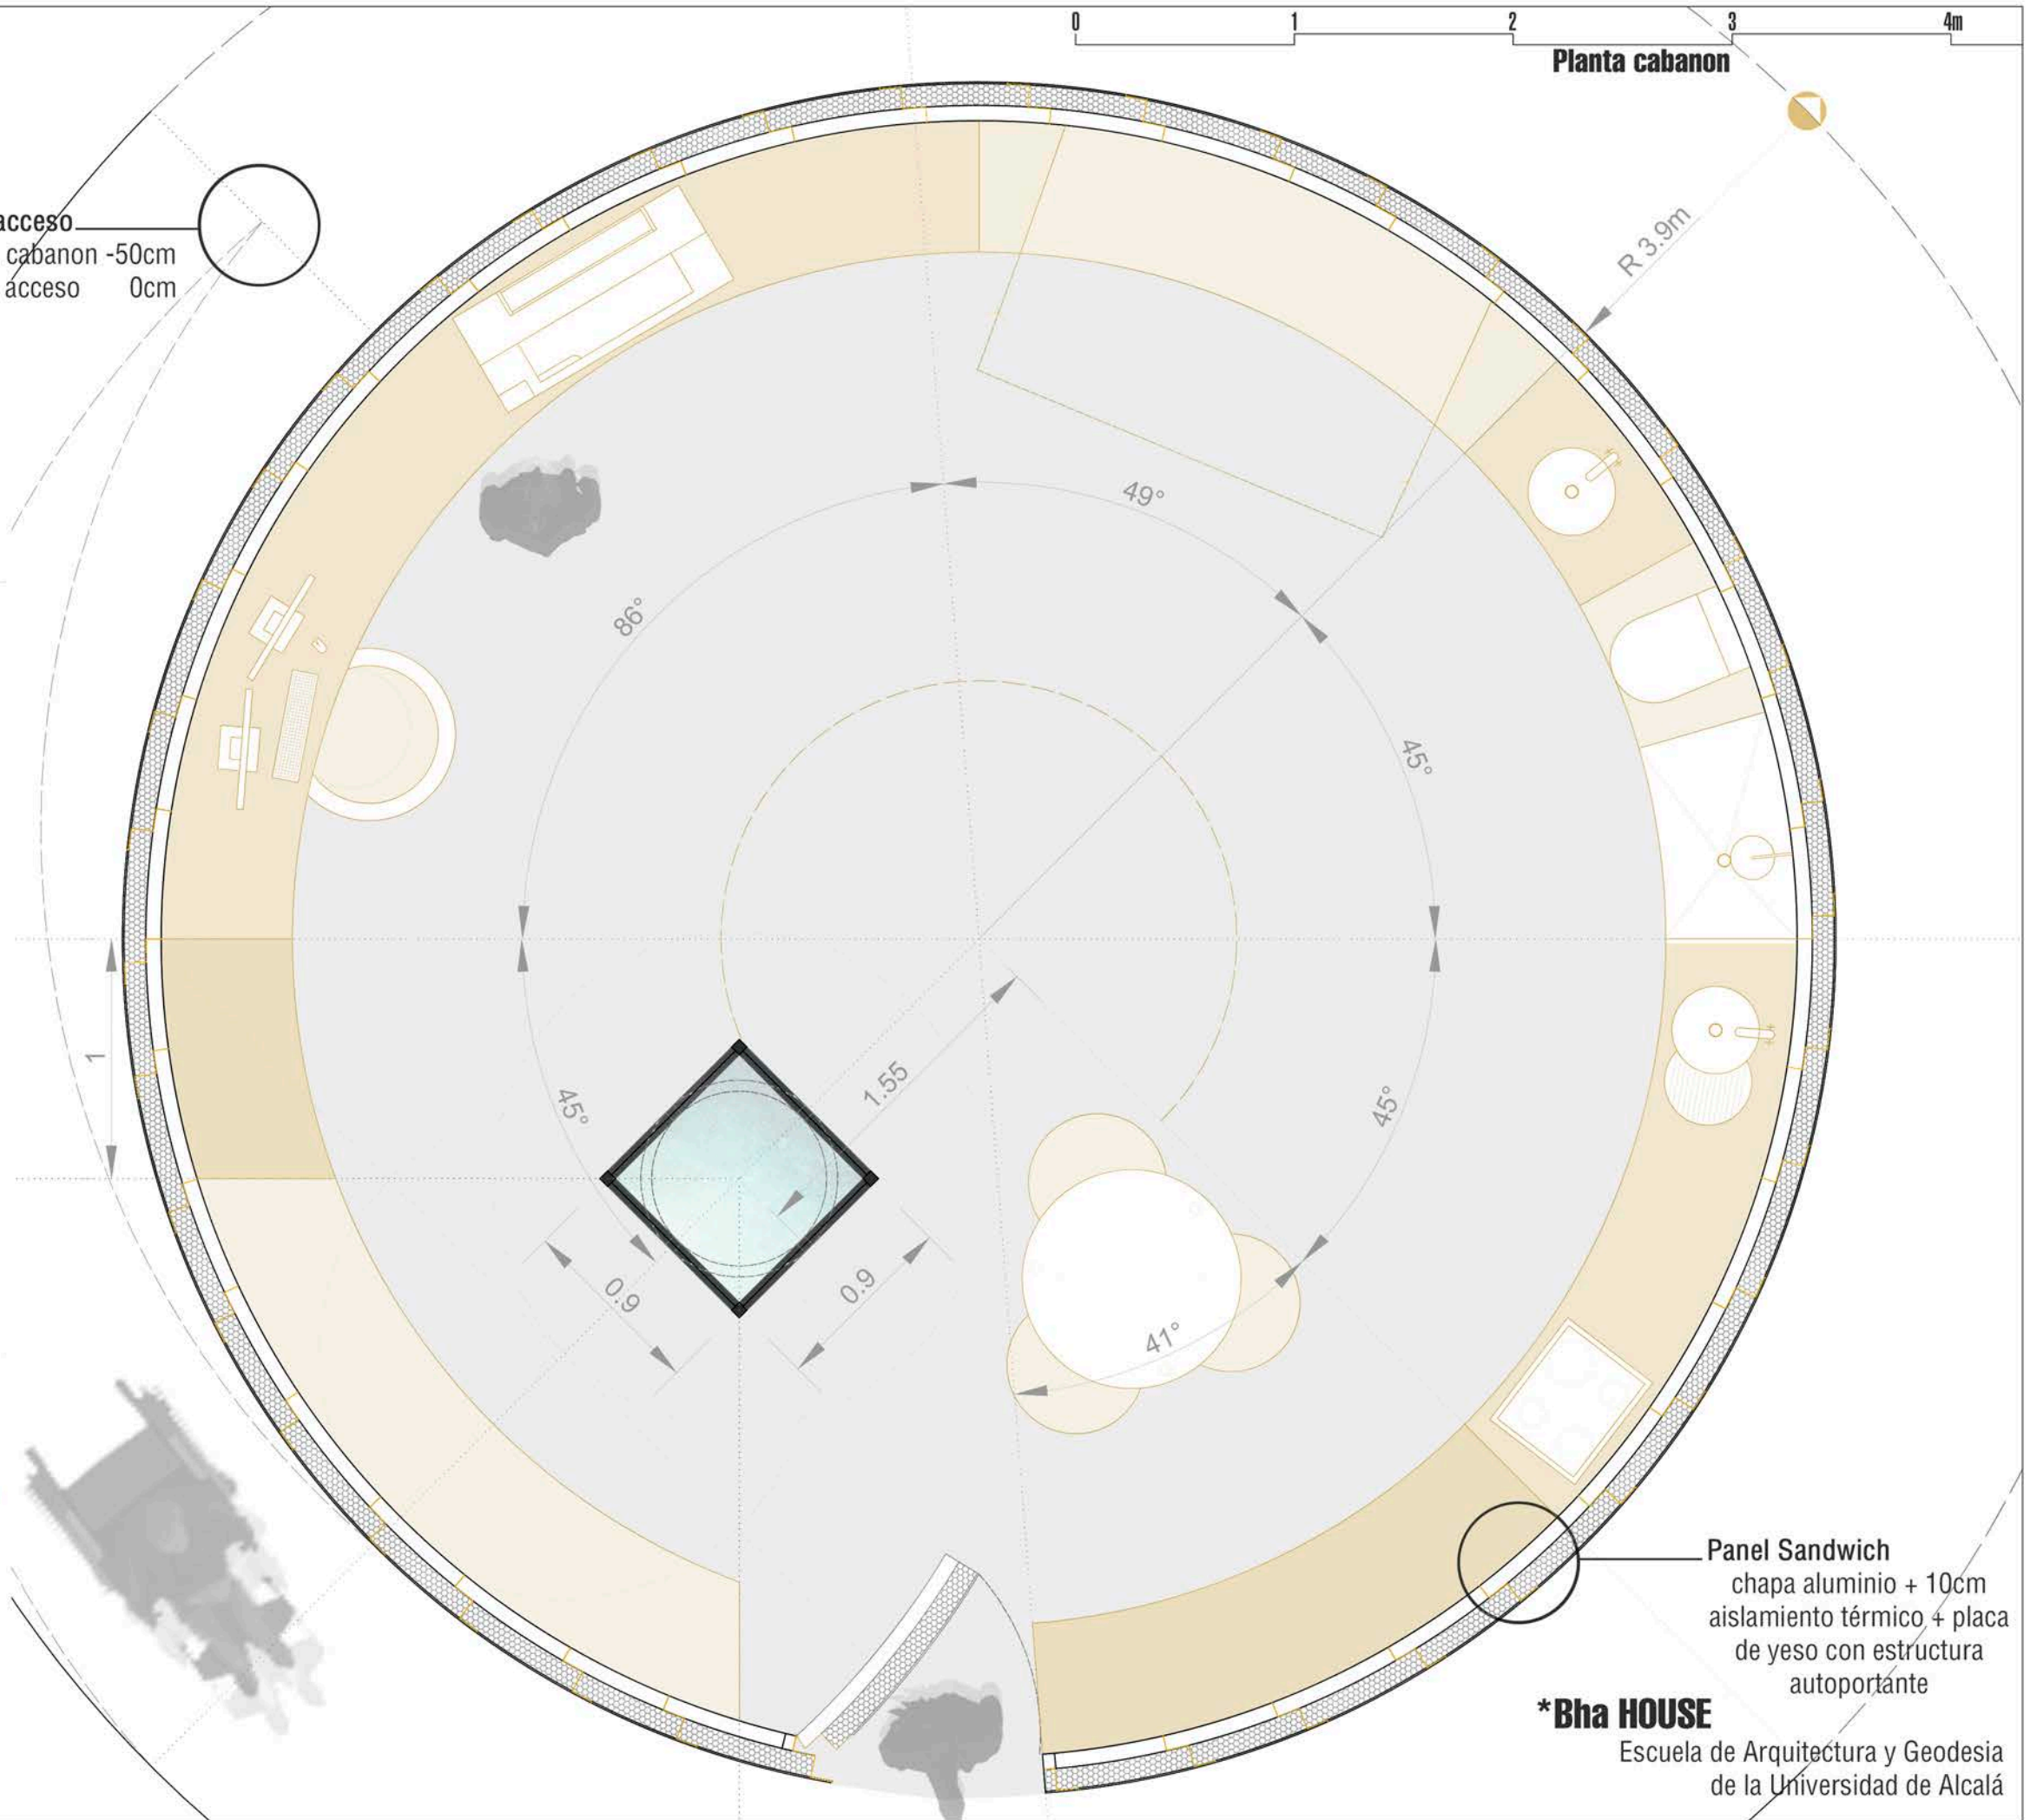 0 1 2 3 4m
Planta cabanon
acceso
cabanon -50cm
acceso 0cm
R 3.9m
49°
86°
45°
1
1.55
45°
45°
0.9
0.9
41°
Panel Sandwich
chapa aluminio + 10cm
aislamiento térmico + placa
de yeso con estructura
autoportante
*Bha HOUSE
Escuela de Arquitectura y Geodesia
de la Universidad de Alcalá